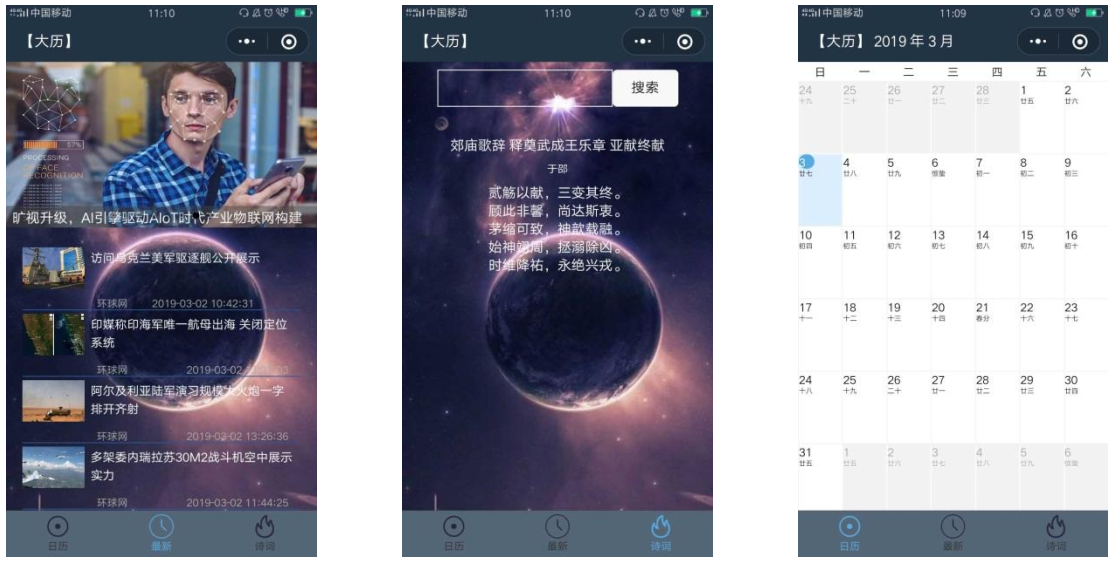 中国移动 11:10
【大历】
57%
PROCESSING
FACE
RECOGNITION
旷视升级，AI引擎驱动AIoT时代产业物联网构建
访问乌克兰美军驱逐舰公开展示
环球网 2019-03-02 10:42:31
印媒称印海军唯一航母出海 关闭定位
系统
环球网 2019-03-02
阿尔及利亚陆军演习规模大 火炮一字
排开齐射
环球网 2019-03-02 13:26:36
多架委内瑞拉苏30M2战斗机空中展示
实力
环球网 2019-03-02 11:44:25
日历 最新 诗词
中国移动 11:10
【大历】
搜索
郊庙歌辞 释奠武成王乐章 亚献终献
于邵
贰觞以献，三变其终。
顾此非馨，尚达斯衷。
茅缩可致，神歆载融。
始神翊周，拯溺除凶。
时维降祐，永绝兴戎。
日历 最新 诗词
中国移动 11:09
【大历】 2019年3月
日 一 二 三 四 五 六
24 25 26 27 28 1 2
十九 二十 廿一 廿二 廿三 廿五 廿六
3 4 5 6 7 8 9
廿七 廿八 廿九 惊蛰 初一 初二 初三
10 11 12 13 14 15 16
初四 初五 初六 初七 初八 初九 初十
17 18 19 20 21 22 23
十一 十二 十三 十四 春分 十六 十七
24 25 26 27 28 29 30
十八 十九 二十 廿一 廿二 廿三 廿四
31 1 2 3 4 5 6
廿五 廿五 廿六 廿七 廿八 廿九
日历 最新 诗词